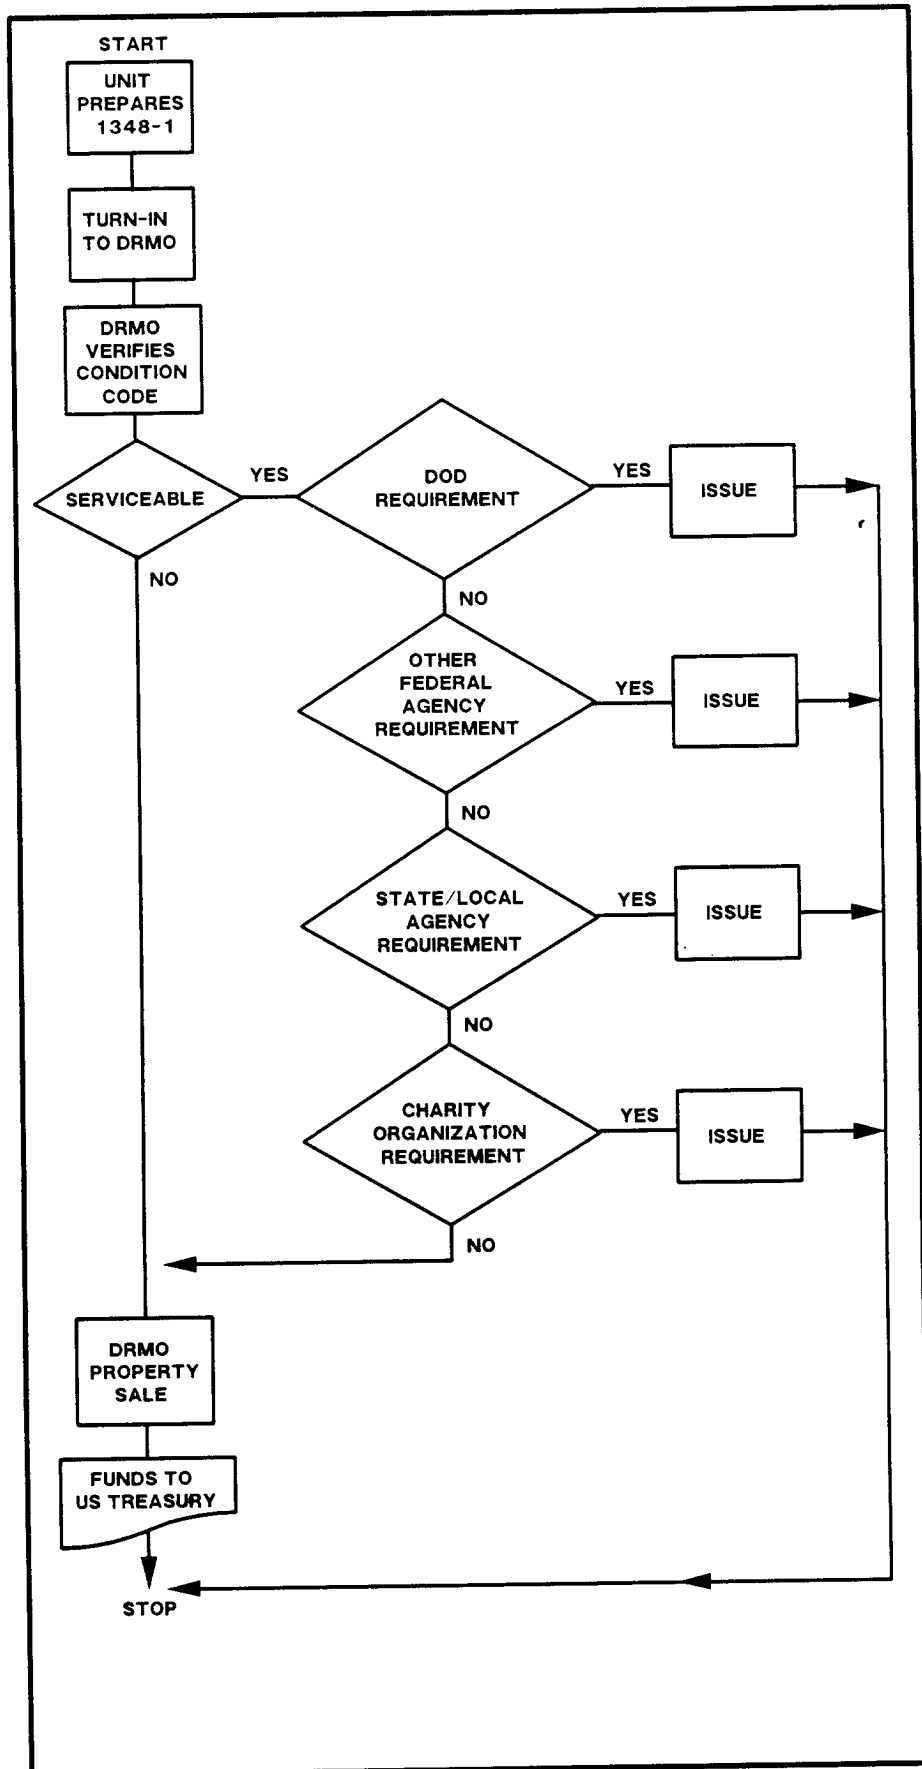 START
UNIT
PREPARES
1348-1
TURN-IN
TO DRMO
DRMO
VERIFIES
CONDITION
CODE
SERVICEABLE
YES
DOD
REQUIREMENT
YES
ISSUE
NO
NO
OTHER
FEDERAL
AGENCY
REQUIREMENT
YES
ISSUE
NO
STATE/LOCAL
AGENCY
REQUIREMENT
YES
ISSUE
NO
CHARITY
ORGANIZATION
REQUIREMENT
YES
ISSUE
NO
DRMO
PROPERTY
SALE
FUNDS TO
US TREASURY
STOP